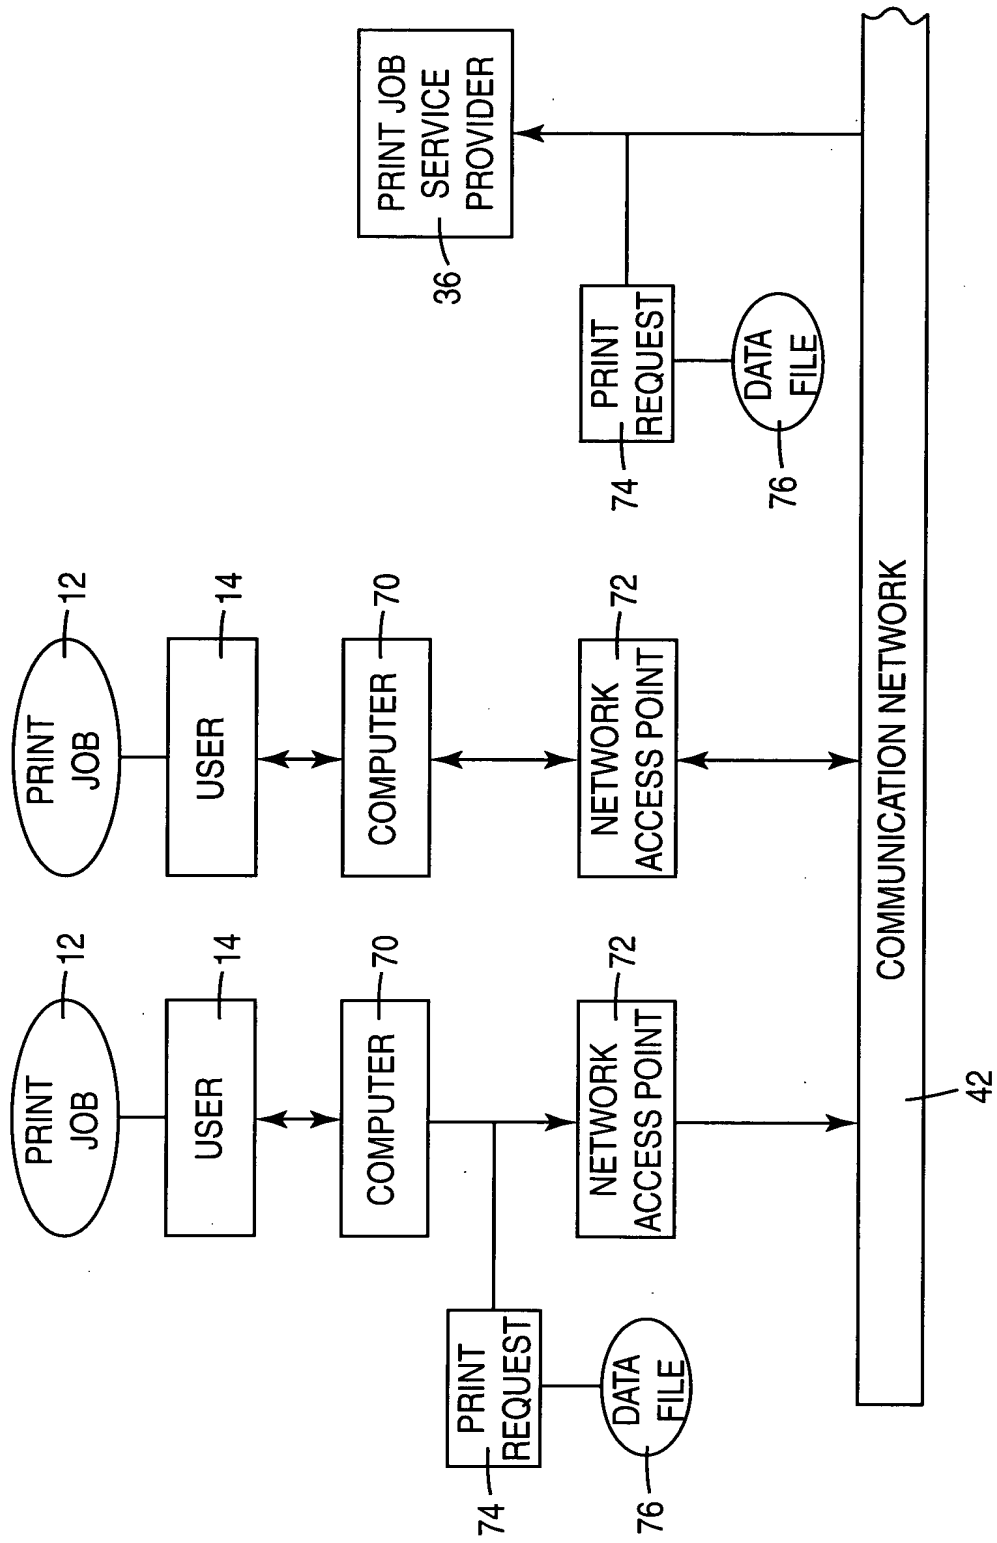 PRINT
JOB
12
USER
14
COMPUTER
70
NETWORK
ACCESS POINT
72
PRINT
REQUEST
74
DATA
FILE
76
PRINT
JOB
12
USER
14
COMPUTER
70
NETWORK
ACCESS POINT
72
PRINT JOB
SERVICE
PROVIDER
36
PRINT
REQUEST
74
DATA
FILE
76
COMMUNICATION NETWORK
42